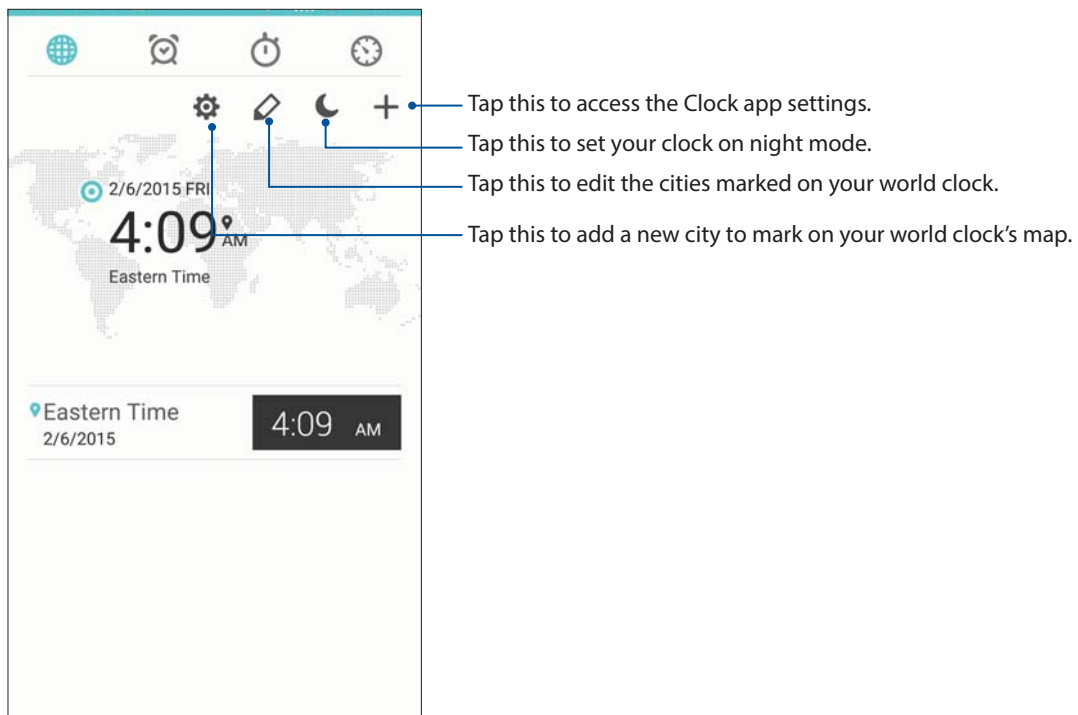 Tap this to access the Clock app settings.
Tap this to set your clock on night mode.
Tap this to edit the cities marked on your world clock.
Tap this to add a new city to mark on your world clock's map.
2/6/2015 FRI
4:09 AM
Eastern Time
Eastern Time
2/6/2015
4:09 AM